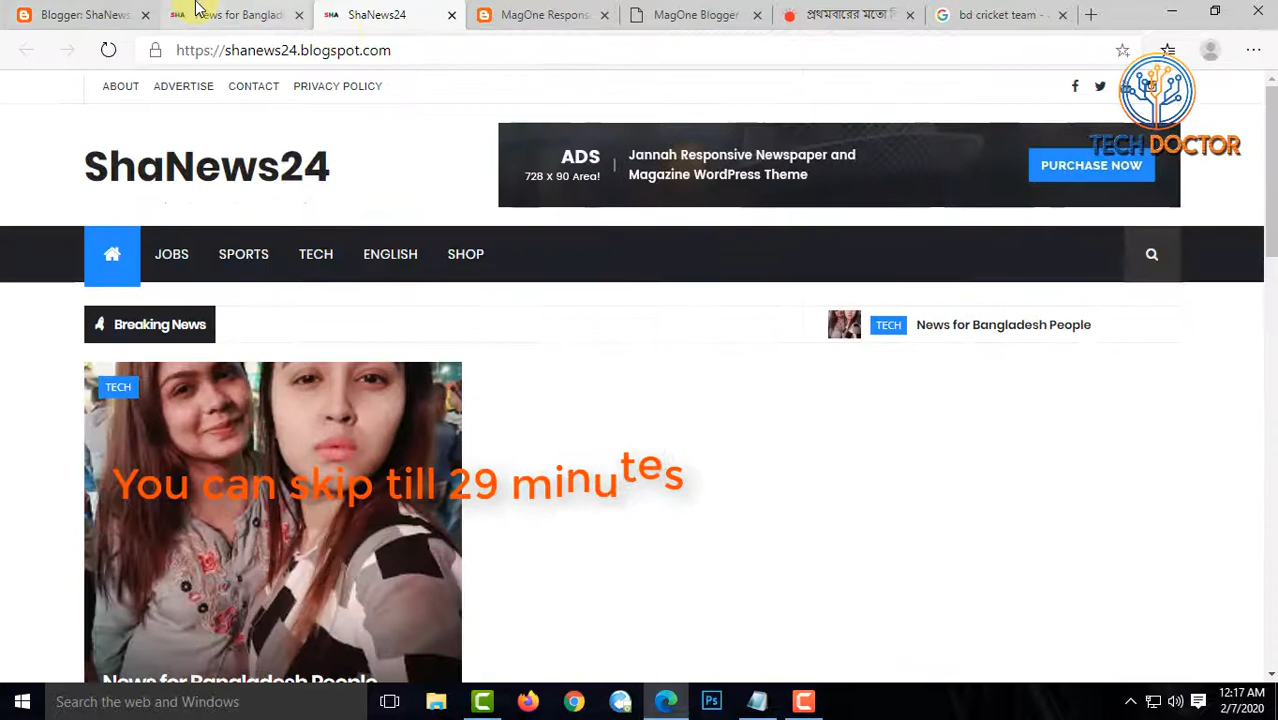 Blogger: ShaNews
News for Banglad
ShaNews24
MagOne Respons
MagOne Blogger
প্রথমবারের মতো
bd cricket team -
https://shanews24.blogspot.com
ABOUT ADVERTISE CONTACT PRIVACY POLICY
TECH DOCTOR
ShaNews24
ADS
728 X 90 Area!
Jannah Responsive Newspaper and
Magazine WordPress Theme
PURCHASE NOW
JOBS SPORTS TECH ENGLISH SHOP
Breaking News
TECH News for Bangladesh People
TECH
You can skip till 29 minutes
News for Bangladesh People
Search the web and Windows
Ps
12:17 AM
2/7/2020